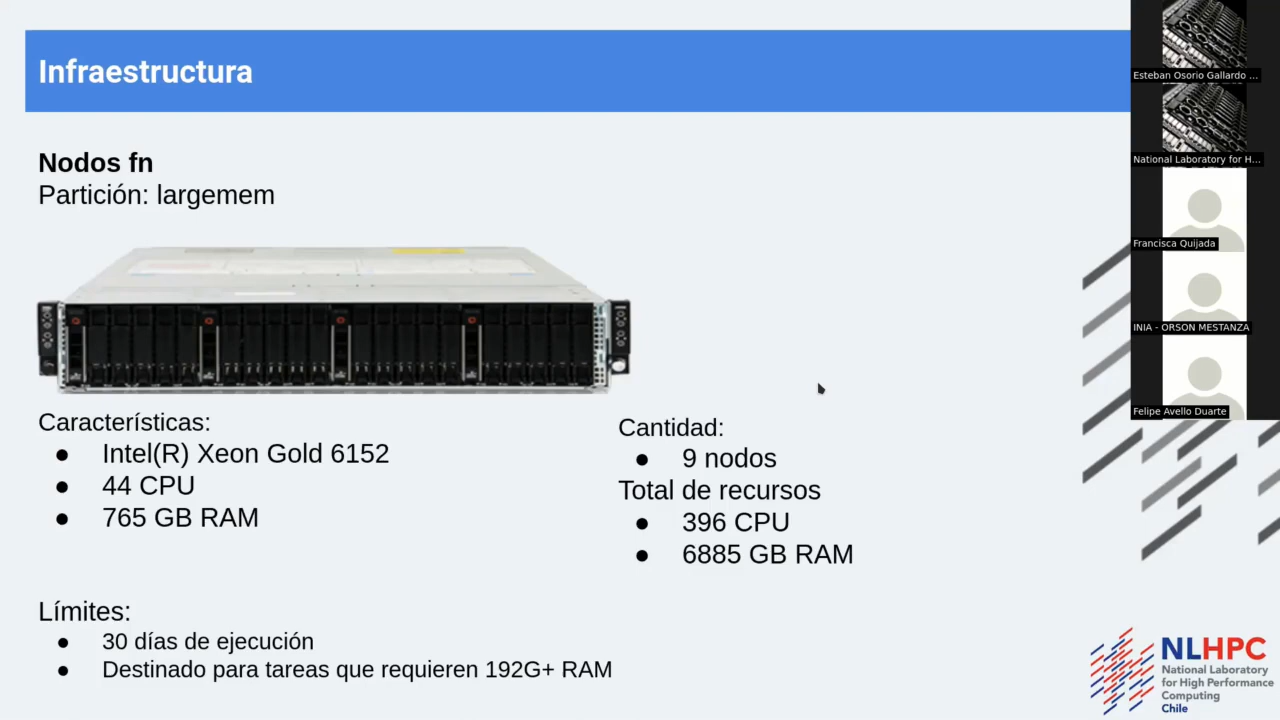 Infraestructura
Nodos fn
Partición: largemem
Características:
● Intel(R) Xeon Gold 6152
● 44 CPU
● 765 GB RAM
Cantidad:
● 9 nodos
Total de recursos
● 396 CPU
● 6885 GB RAM
Límites:
● 30 días de ejecución
● Destinado para tareas que requieren 192G+ RAM
Esteban Osorio Gallardo ...
National Laboratory for H...
Francisca Quijada
INIA - ORSON MESTANZA
Felipe Avello Duarte
NLHPC
National Laboratory
for High Performance
Computing
Chile